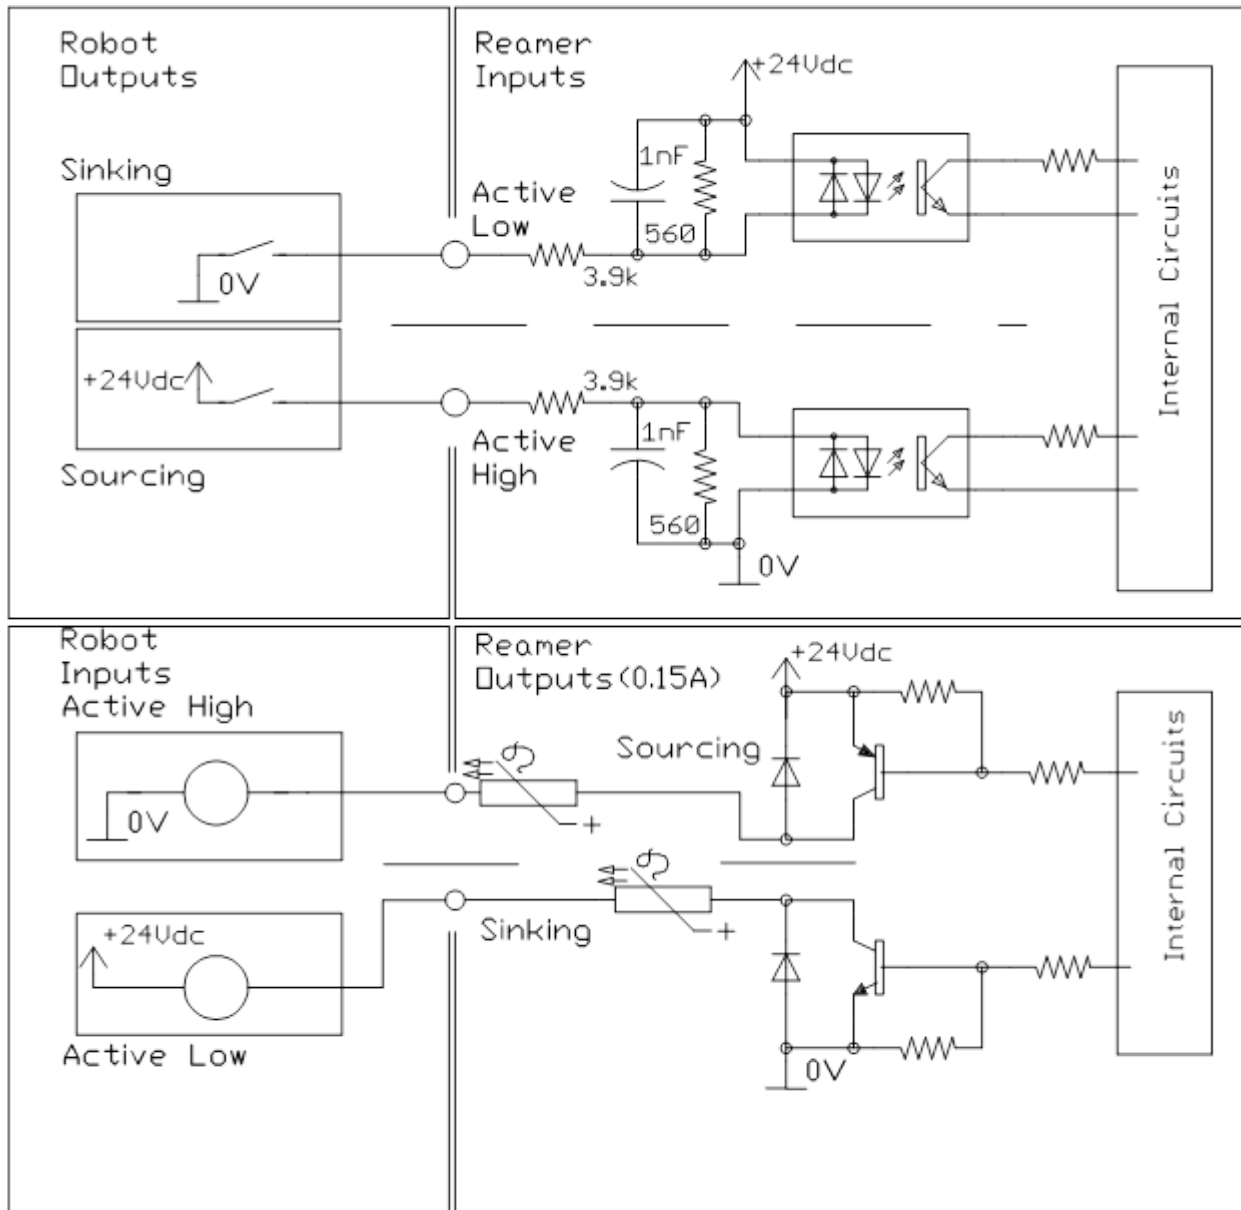 Robot
Outputs
Sinking
0V
+24Vdc
Sourcing
Reamer
Inputs
+24Vdc
1nF
Active
Low
560
3.9k
3.9k
1nF
Active
High
560
0V
Internal Circuits
Robot
Inputs
Active High
0V
+24Vdc
Active Low
Reamer
Outputs(0.15A)
+24Vdc
Sourcing
+
+
Sinking
0V
Internal Circuits